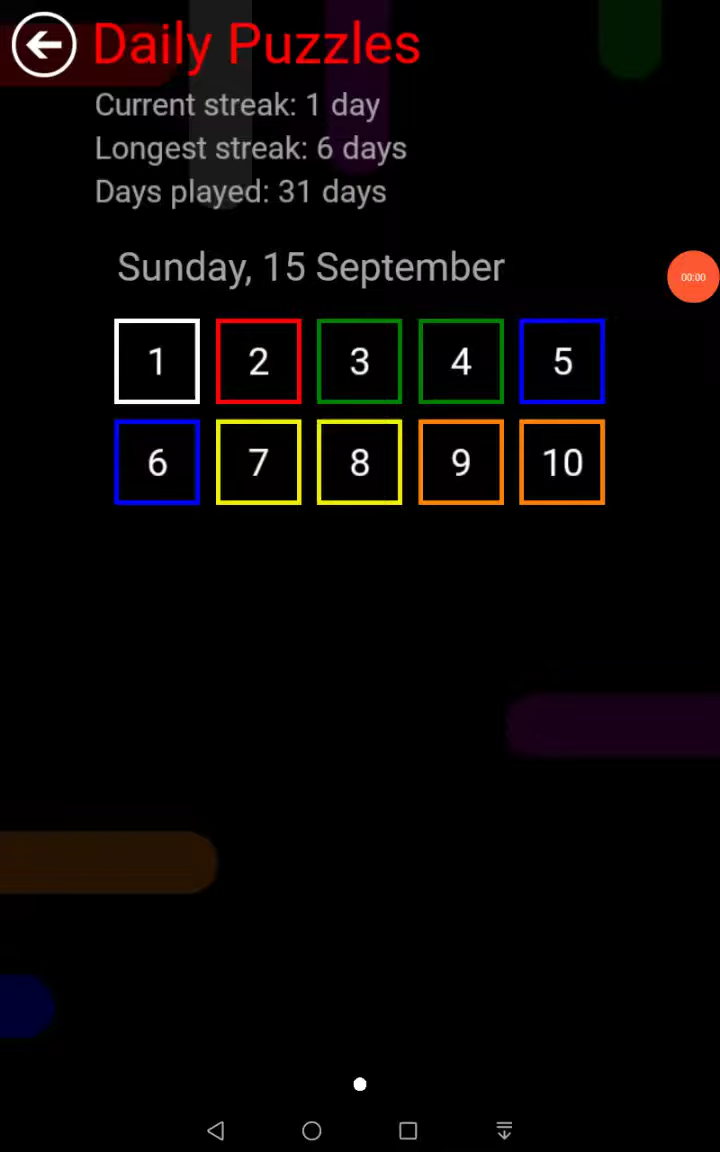 Daily Puzzles
Current streak: 1 day
Longest streak: 6 days
Days played: 31 days
Sunday, 15 September
00:00
1 2 3 4 5
6 7 8 9 10